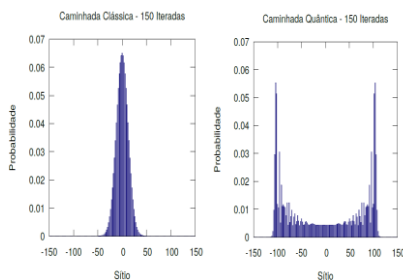 Caminhada Clássica - 150 Iteradas
0.07
0.06
0.05
0.04
0.03
0.02
0.01
0
Probabilidade
-150 -100 -50 0 50 100 150
Sítio
Caminhada Quântica - 150 Iteradas
0.07
0.06
0.05
0.04
0.03
0.02
0.01
0
Probabilidade
-150 -100 -50 0 50 100 150
Sítio